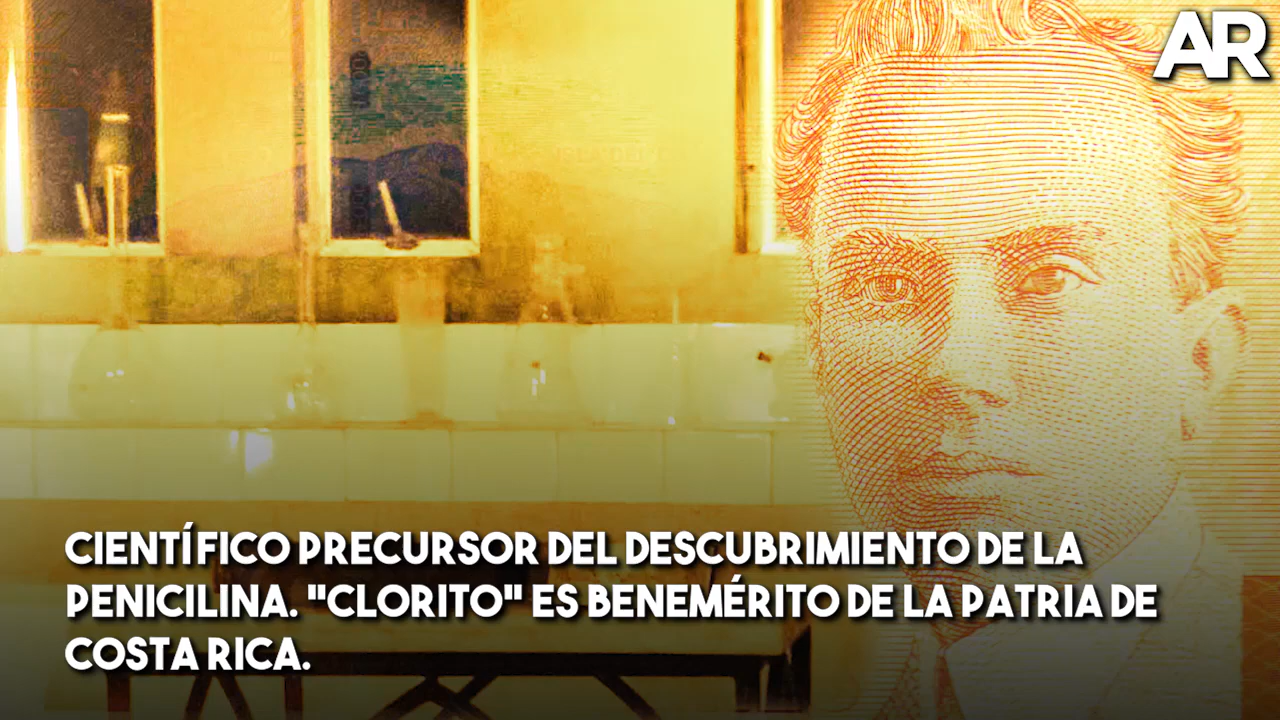 AR
CIENTÍFICO PRECURSOR DEL DESCUBRIMIENTO DE LA
PENICILINA. "CLORITO" ES BENEMÉRITO DE LA PATRIA DE
COSTA RICA.